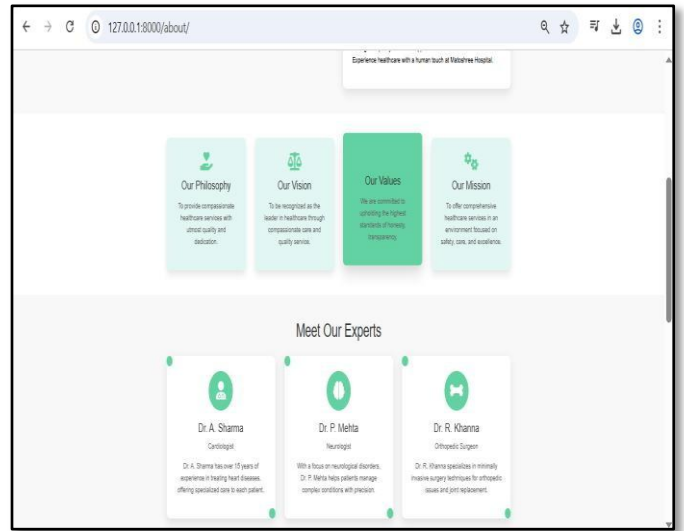 127.0.0.1:8000/about/
Experience healthcare with a human touch at Matoshree Hospital.
Our Philosophy
To provide compassionate
healthcare services with
utmost quality and
dedication.
Our Vision
To be recognized as the
leader in healthcare through
compassionate care and
quality service.
Our Values
We are committed to
upholding the highest
standards of honesty,
transparency.
Our Mission
To offer comprehensive
healthcare services in an
environment focused on
safety, care, and excellence.
Meet Our Experts
Dr. A. Sharma
Cardiologist
Dr. A. Sharma has over 15 years of
experience in treating heart diseases,
offering specialized care to each patient.
Dr. P. Mehta
Neurologist
With a focus on neurological disorders,
Dr. P. Mehta helps patients manage
complex conditions with precision.
Dr. R. Khanna
Orthopedic Surgeon
Dr. R. Khanna specializes in minimally
invasive surgery techniques for orthopedic
issues and joint replacement.